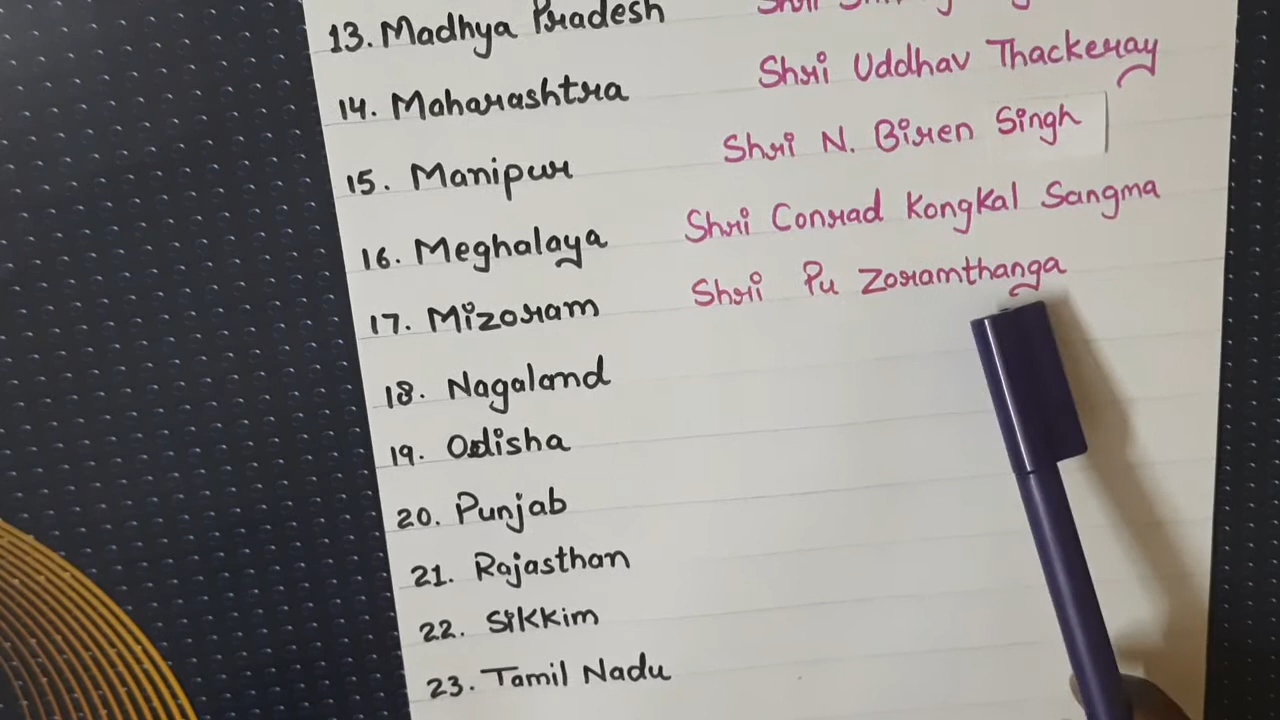 13. Madhya Pradesh Shri
14. Maharashtra Shri Uddhav Thackeray
15. Manipur Shri N. Biren Singh
16. Meghalaya Shri Conrad Kongkal Sangma
17. Mizoram Shri Pu Zoramthanga
18. Nagaland
19. Odisha
20. Punjab
21. Rajasthan
22. Sikkim
23. Tamil Nadu